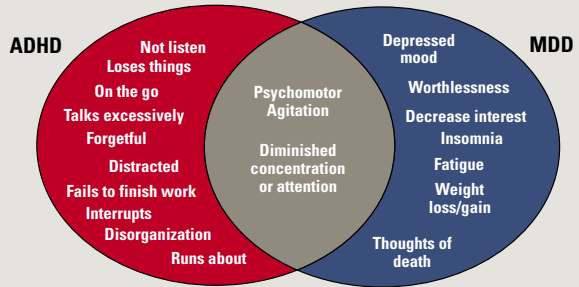 ADHD
Not listen
Loses things
On the go
Talks excessively
Forgetful
Distracted
Fails to finish work
Interrupts
Disorganization
Runs about
Psychomotor
Agitation
Diminished
concentration
or attention
MDD
Depressed
mood
Worthlessness
Decrease interest
Insomnia
Fatigue
Weight
loss/gain
Thoughts of
death